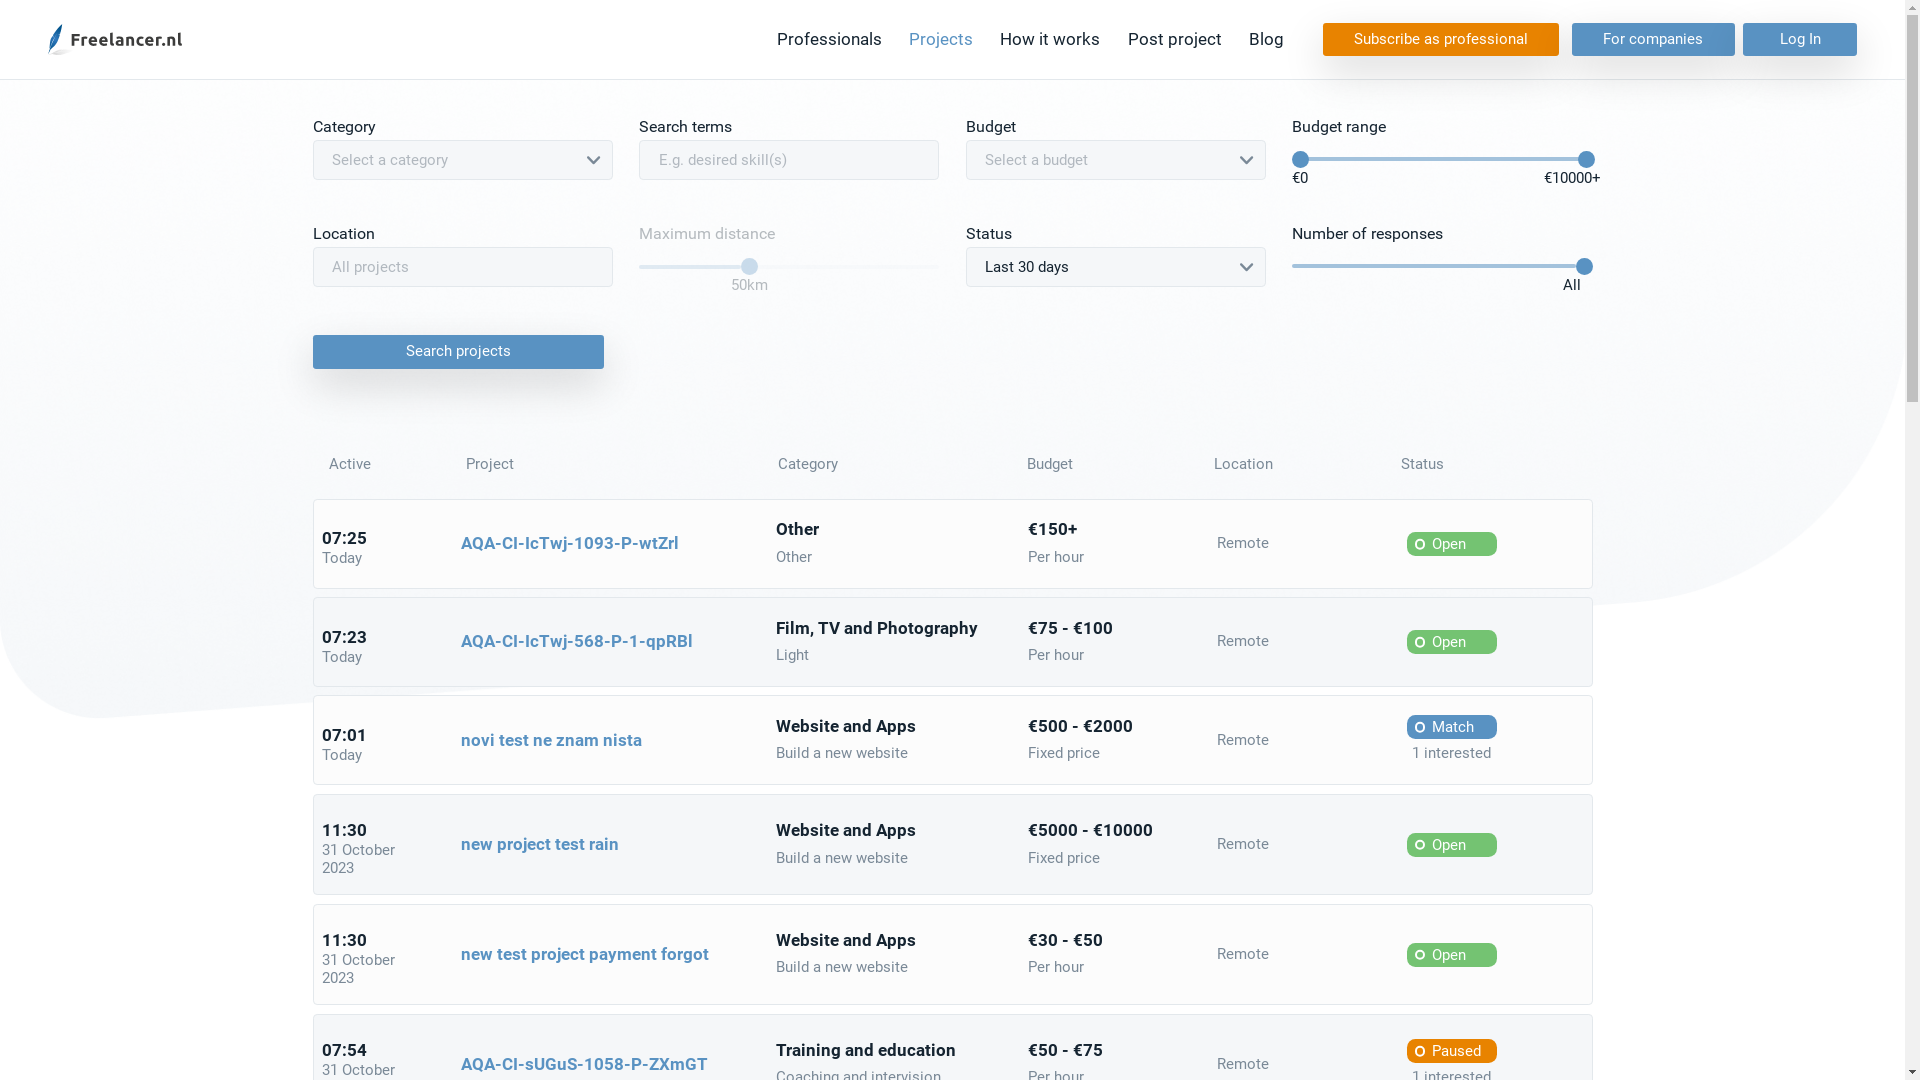 Freelancer.nl
Professionals Projects How it works Post project Blog Subscribe as professional For companies Log In
Category Search terms Budget Budget range
Select a category E.g. desired skill(s) Select a budget
€0 €10000+
Location Maximum distance Status Number of responses
All projects Last 30 days
50km All
Search projects
Active Project Category Budget Location Status
07:25 AQA-CI-IcTwj-1093-P-wtZrl Other €150+ Remote Open
Today Other Per hour
07:23 AQA-CI-IcTwj-568-P-1-qpRBl Film, TV and Photography €75 - €100 Remote Open
Today Light Per hour
07:01 novi test ne znam nista Website and Apps €500 - €2000 Remote Match
Today Build a new website Fixed price 1 interested
11:30 new project test rain Website and Apps €5000 - €10000 Remote Open
31 October Build a new website Fixed price
2023
11:30 new test project payment forgot Website and Apps €30 - €50 Remote Open
31 October Build a new website Per hour
2023
07:54 AQA-CI-sUGuS-1058-P-ZXmGT Training and education €50 - €75 Remote Paused
31 October Coaching and intervision Per hour 1 interested